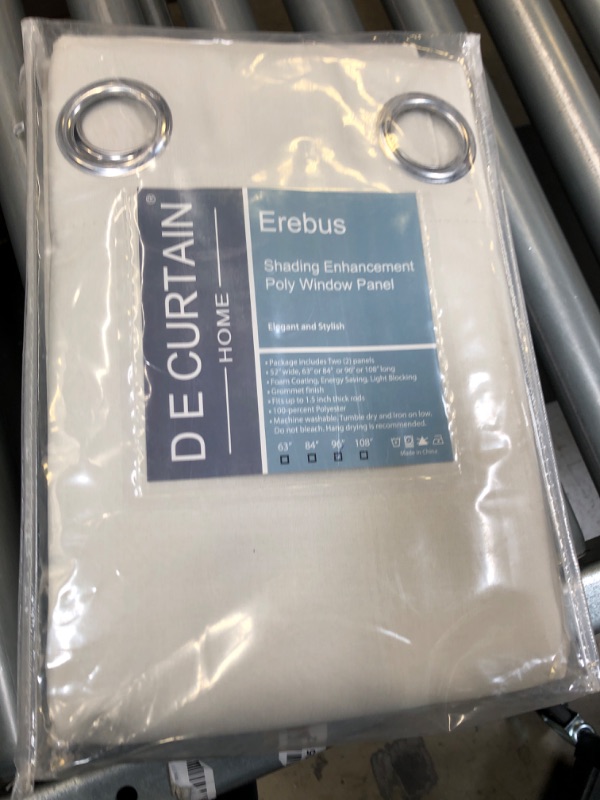 DE CURTAIN ®
HOME
Erebus
Shading Enhancement
Poly Window Panel
Elegant and Stylish
• Package Includes Two (2) panels
• 52" wide, 63" or 84" or 96" or 108" long
• Foam Coating, Energy Saving, Light Blocking
• Grommet finish
• Fits up to 1.5 inch thick rods
• 100-percent Polyester
• Machine washable, Tumble dry and iron on low.
Do not bleach. Hang drying is recommended.
63" 84" 96" 108"
Made in China